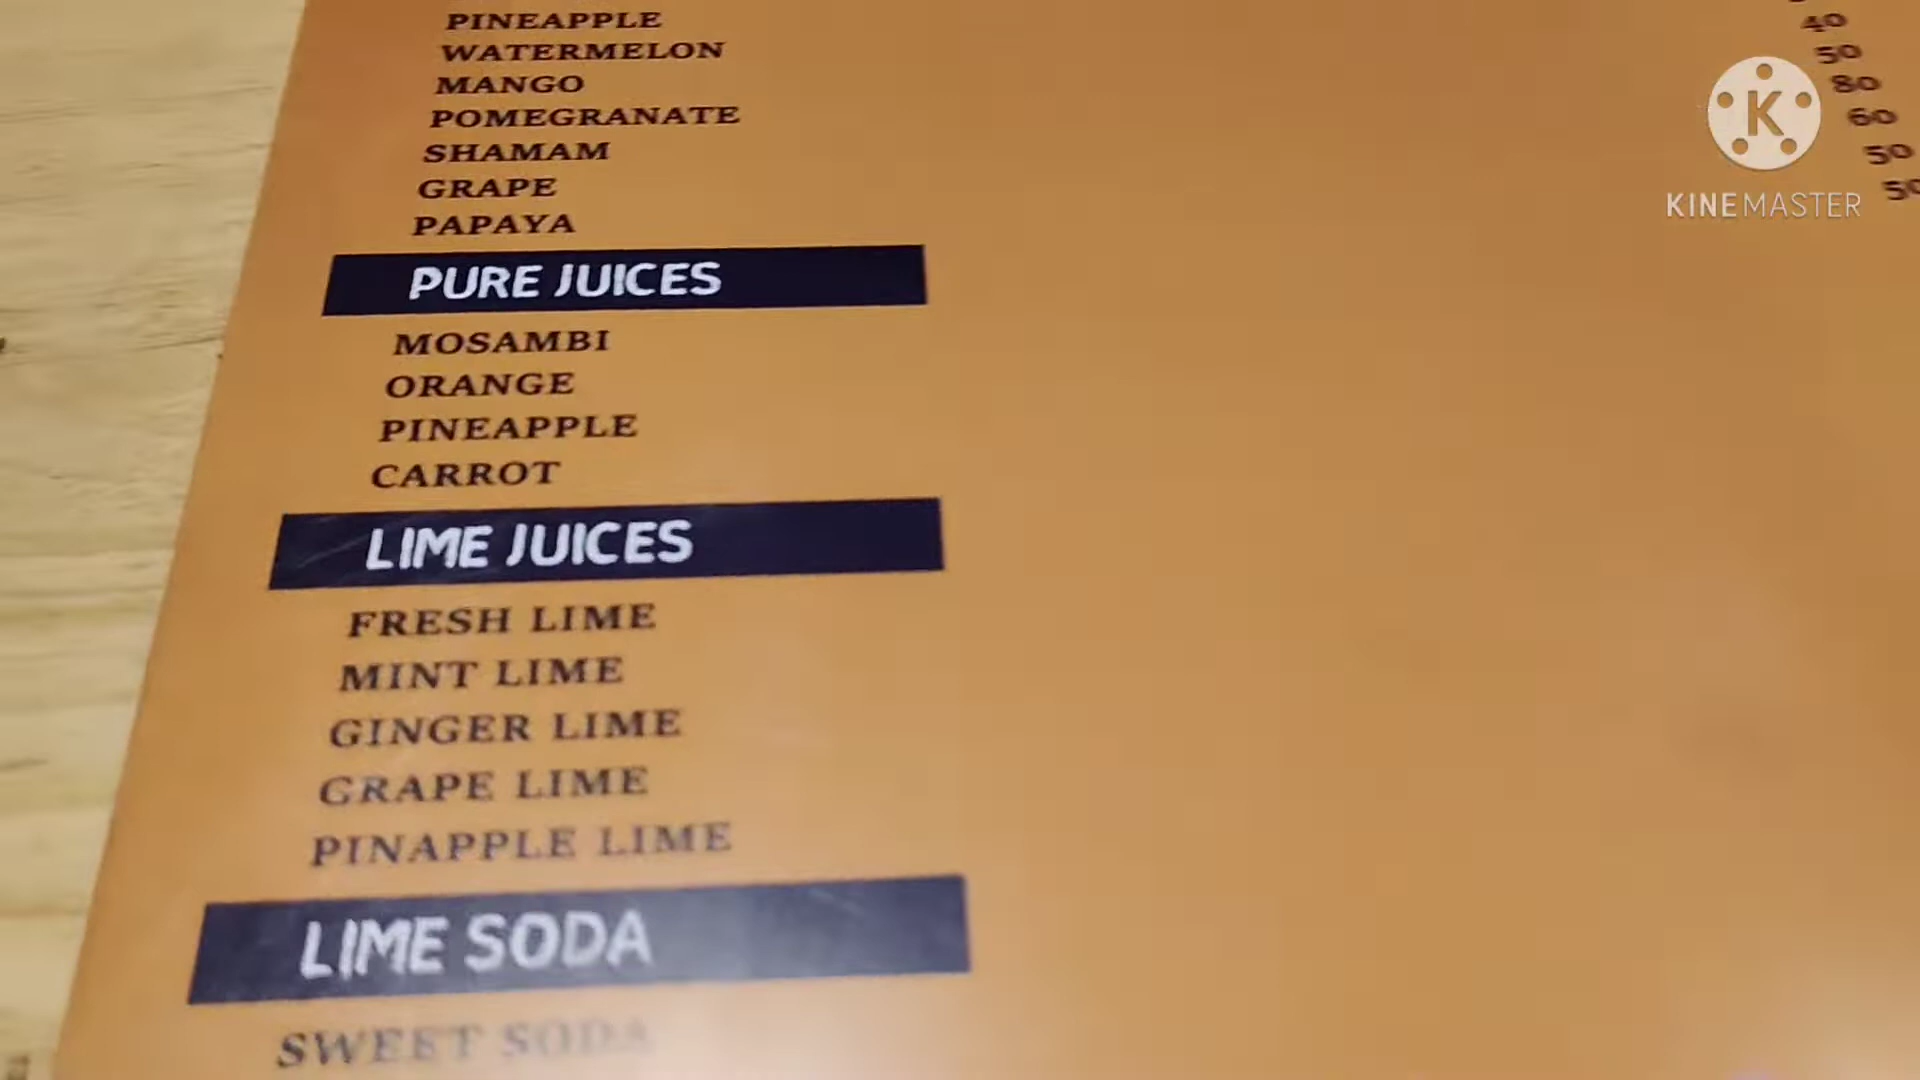 PINEAPPLE
40
WATERMELON
50
MANGO
80
POMEGRANATE
60
SHAMAM
50
GRAPE
50
PAPAYA
PURE JUICES
MOSAMBI
ORANGE
PINEAPPLE
CARROT
LIME JUICES
FRESH LIME
MINT LIME
GINGER LIME
GRAPE LIME
PINAPPLE LIME
LIME SODA
SWEET SODA
K
KINEMASTER